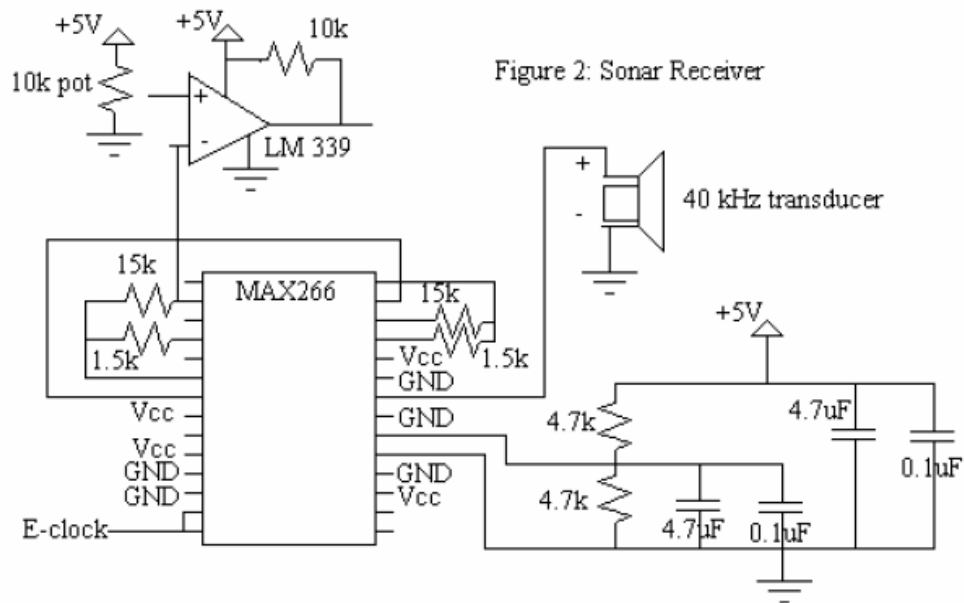 +5V
+5V
10k
10k pot
Figure 2: Sonar Receiver
+
-
LM 339
+
-
40 kHz transducer
15k
MAX266
15k
1.5k
1.5k
Vcc
GND
+5V
Vcc
GND
4.7k
4.7uF
0.1uF
Vcc
GND
GND
4.7k
GND
Vcc
4.7uF
0.1uF
E-clock